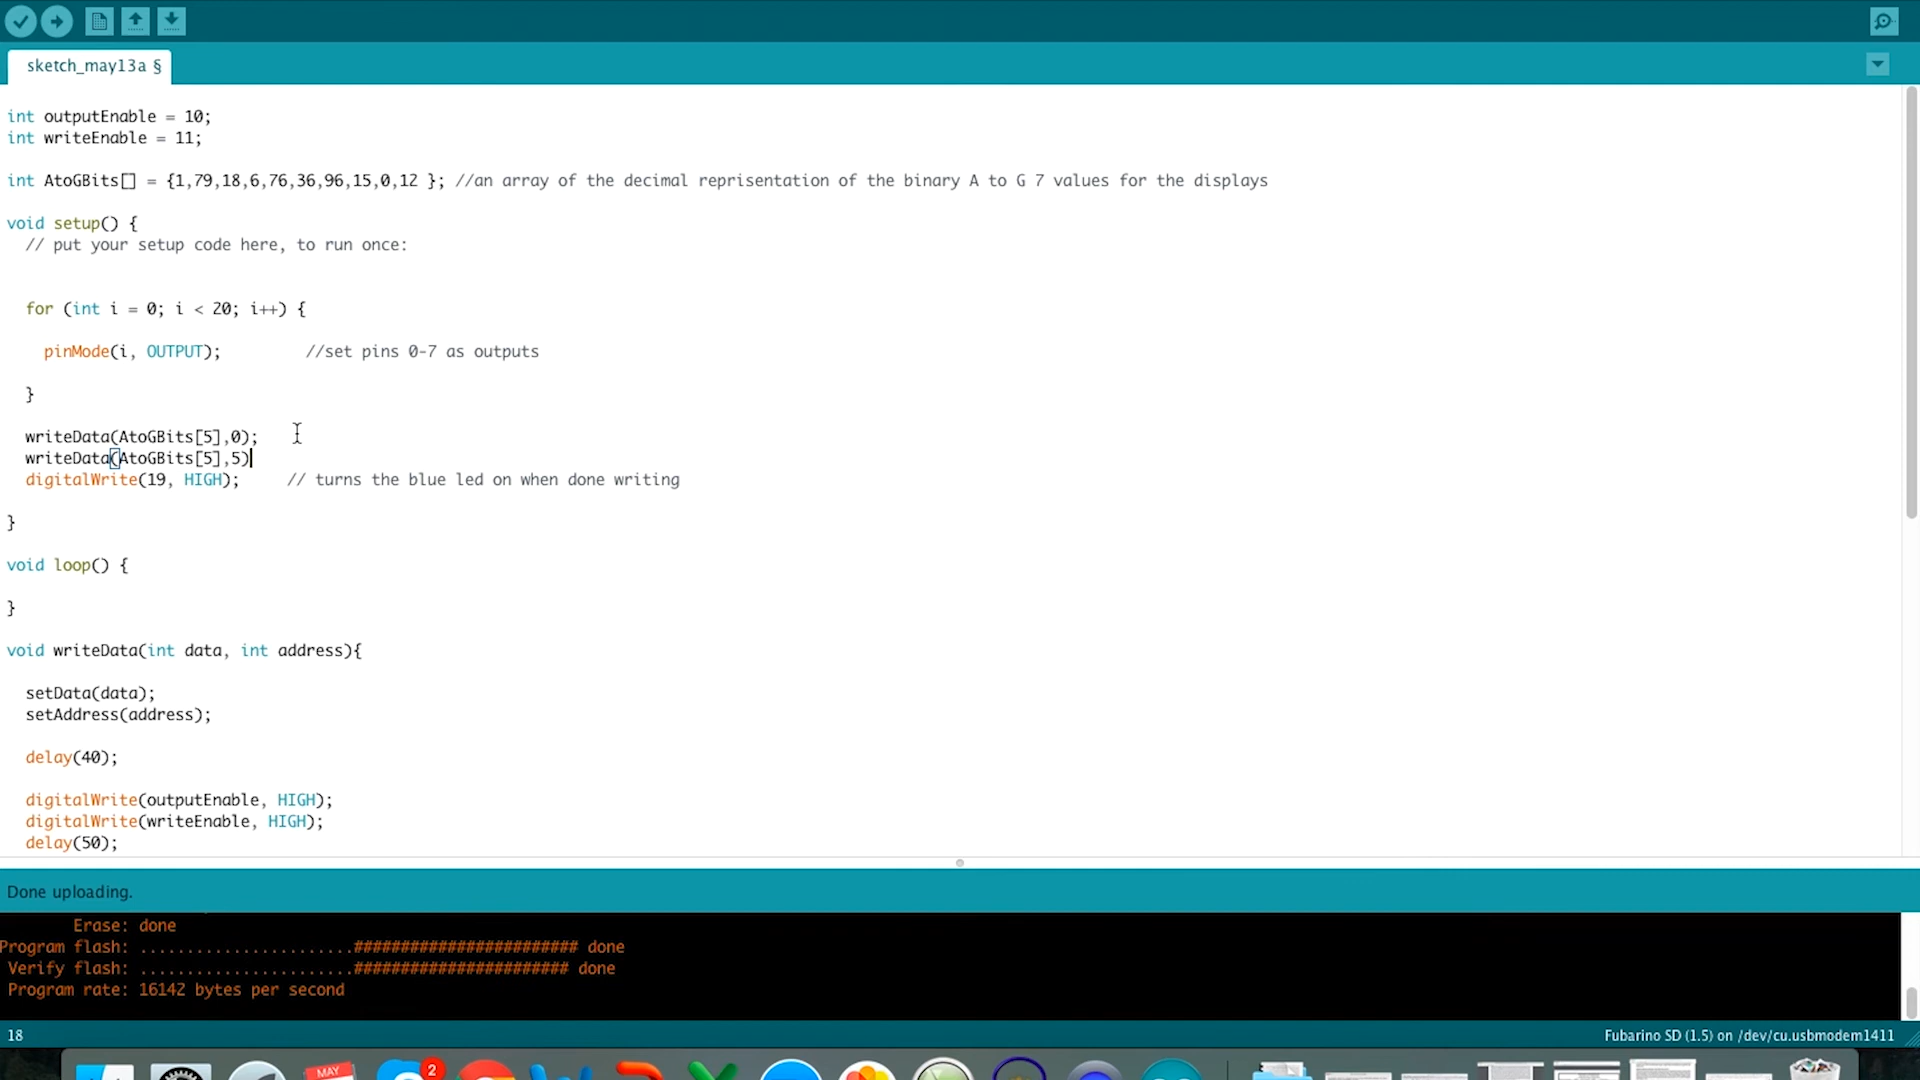 sketch_may13a §
int outputEnable = 10;
int writeEnable = 11;
int AtoGBits[] = {1,79,18,6,76,36,96,15,0,12 }; //an array of the decimal reprisentation of the binary A to G 7 values for the displays
void setup() {
// put your setup code here, to run once:
for (int i = 0; i < 20; i++) {
pinMode(i, OUTPUT); //set pins 0-7 as outputs
}
writeData(AtoGBits[5],0);
writeData(AtoGBits[5],5)
digitalWrite(19, HIGH); // turns the blue led on when done writing
}
void loop() {
}
void writeData(int data, int address){
setData(data);
setAddress(address);
delay(40);
digitalWrite(outputEnable, HIGH);
digitalWrite(writeEnable, HIGH);
delay(50);
Done uploading.
Erase: done
Program flash: .......................######################## done
Verify flash: .......................####################### done
Program rate: 16142 bytes per second
18
Fubarino SD (1.5) on /dev/cu.usbmodem1411
MAY
2